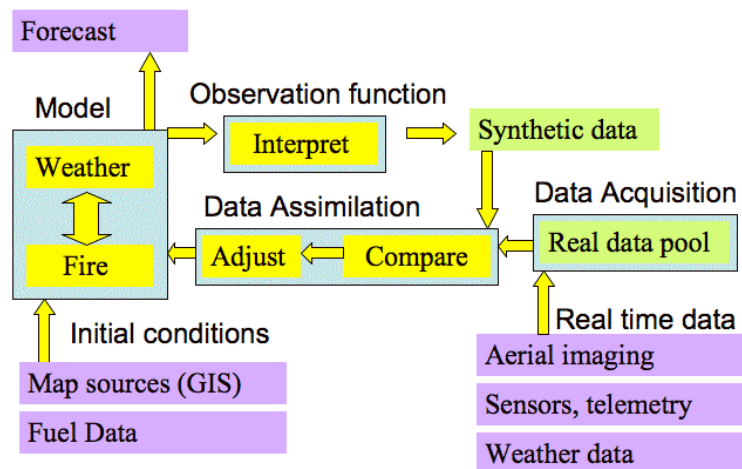 Forecast
Model
Observation function
Interpret
Synthetic data
Weather
Fire
Data Assimilation
Adjust
Compare
Data Acquisition
Real data pool
Initial conditions
Map sources (GIS)
Fuel Data
Real time data
Aerial imaging
Sensors, telemetry
Weather data